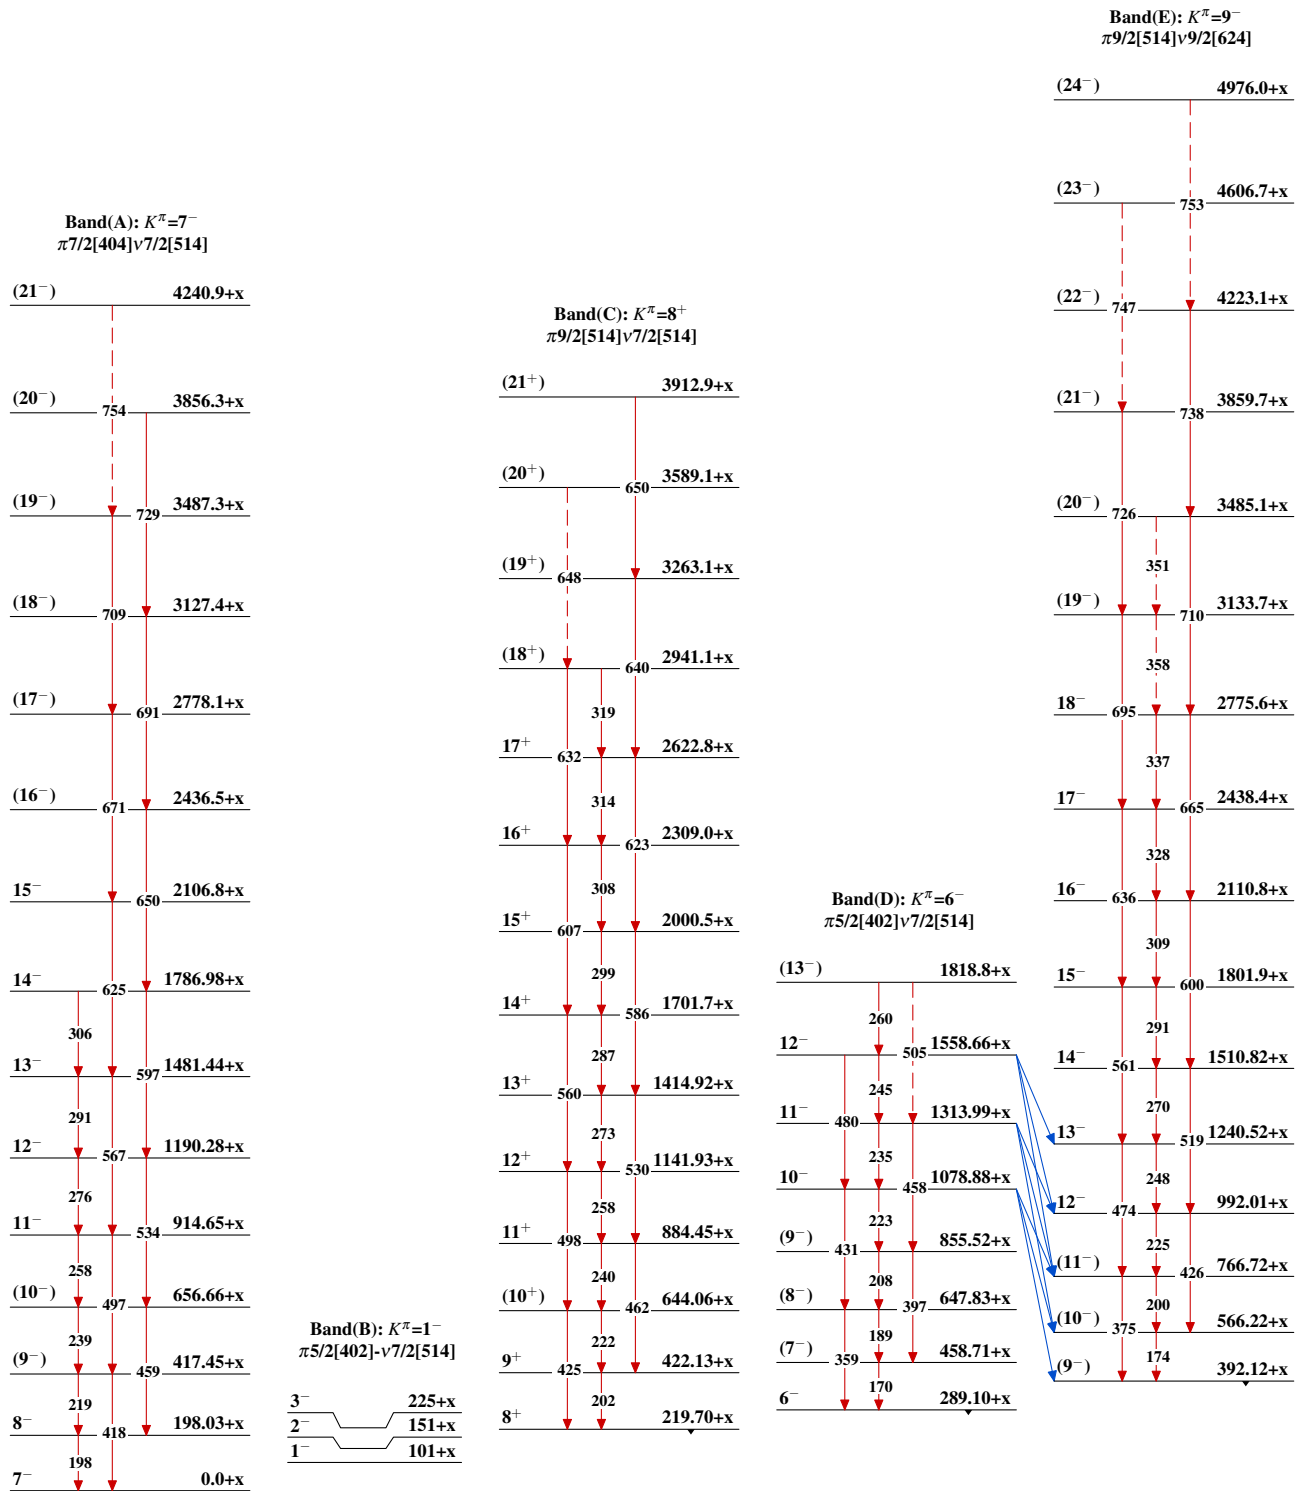 Band(A): K^π=7⁻
π7/2[404]ν7/2[514]
(21⁻) 4240.9+x
(20⁻) 754 3856.3+x
(19⁻) 729 3487.3+x
(18⁻) 709 3127.4+x
(17⁻) 691 2778.1+x
(16⁻) 671 2436.5+x
15⁻ 650 2106.8+x
14⁻ 625 1786.98+x
306
13⁻ 597 1481.44+x
291
12⁻ 567 1190.28+x
276
11⁻ 534 914.65+x
258
(10⁻) 497 656.66+x
239
(9⁻) 459 417.45+x
219
8⁻ 418 198.03+x
198
7⁻ 0.0+x
Band(B): K^π=1⁻
π5/2[402]-ν7/2[514]
3⁻ 225+x
2⁻ 151+x
1⁻ 101+x
Band(C): K^π=8⁺
π9/2[514]ν7/2[514]
(21⁺) 3912.9+x
(20⁺) 650 3589.1+x
(19⁺) 648 3263.1+x
(18⁺) 640 2941.1+x
319
17⁺ 632 2622.8+x
314
16⁺ 623 2309.0+x
308
15⁺ 607 2000.5+x
299
14⁺ 586 1701.7+x
287
13⁺ 560 1414.92+x
273
12⁺ 530 1141.93+x
258
11⁺ 498 884.45+x
240
(10⁺) 462 644.06+x
222
9⁺ 425 422.13+x
202
8⁺ 219.70+x
Band(D): K^π=6⁻
π5/2[402]ν7/2[514]
(13⁻) 1818.8+x
260
12⁻ 505 1558.66+x
245
11⁻ 480 1313.99+x
235
10⁻ 458 1078.88+x
223
(9⁻) 431 855.52+x
208
(8⁻) 397 647.83+x
189
(7⁻) 359 458.71+x
170
6⁻ 289.10+x
Band(E): K^π=9⁻
π9/2[514]ν9/2[624]
(24⁻) 4976.0+x
(23⁻) 753 4606.7+x
(22⁻) 747 4223.1+x
(21⁻) 738 3859.7+x
(20⁻) 726 3485.1+x
351
(19⁻) 710 3133.7+x
358
18⁻ 695 2775.6+x
337
17⁻ 665 2438.4+x
328
16⁻ 636 2110.8+x
309
15⁻ 600 1801.9+x
291
14⁻ 561 1510.82+x
270
13⁻ 519 1240.52+x
248
12⁻ 474 992.01+x
225
(11⁻) 426 766.72+x
200
(10⁻) 375 566.22+x
174
(9⁻) 392.12+x